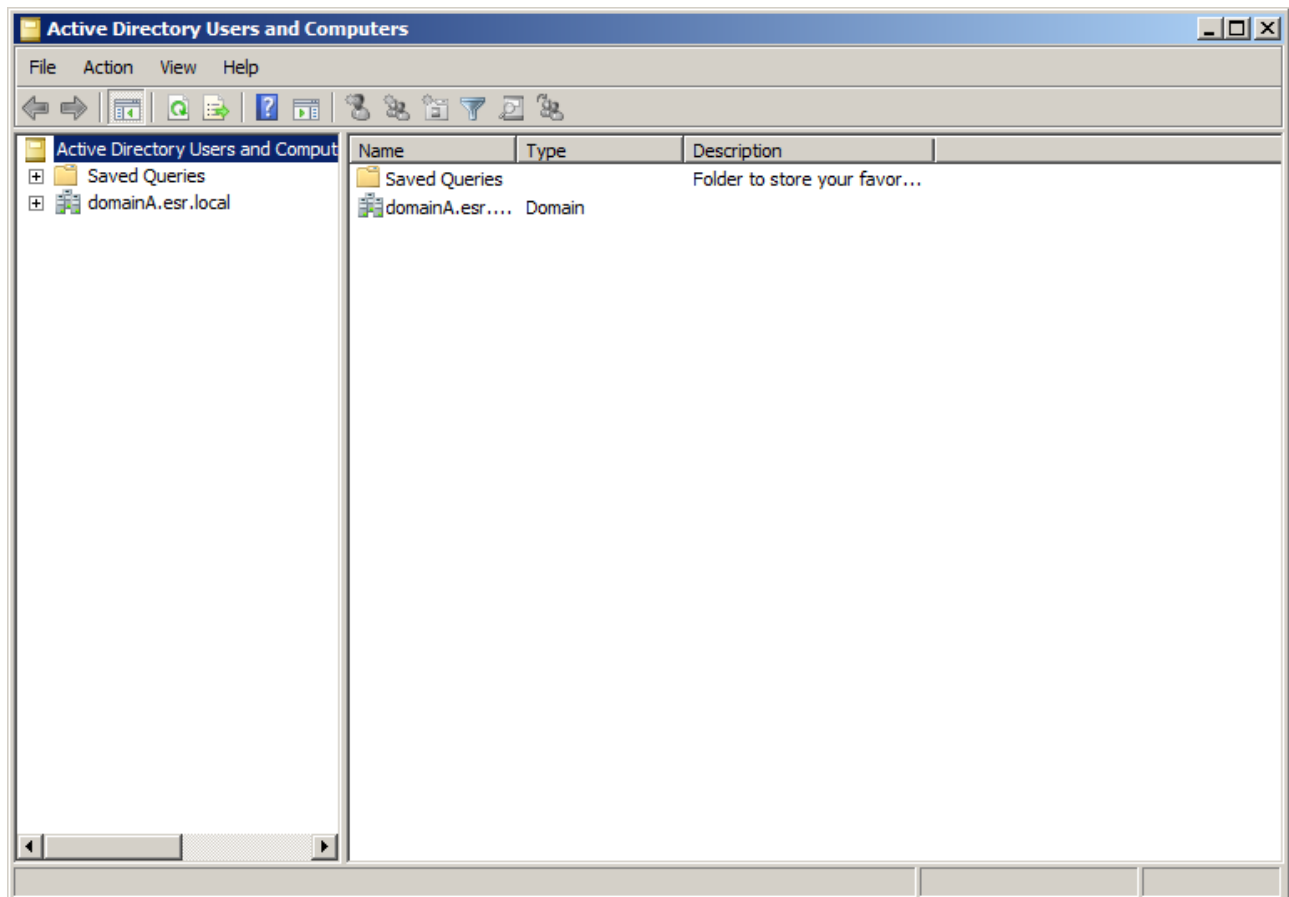 Active Directory Users and Computers
File Action View Help
Active Directory Users and Comput
Saved Queries
domainA.esr.local
Name Type Description
Saved Queries Folder to store your favor...
domainA.esr.... Domain